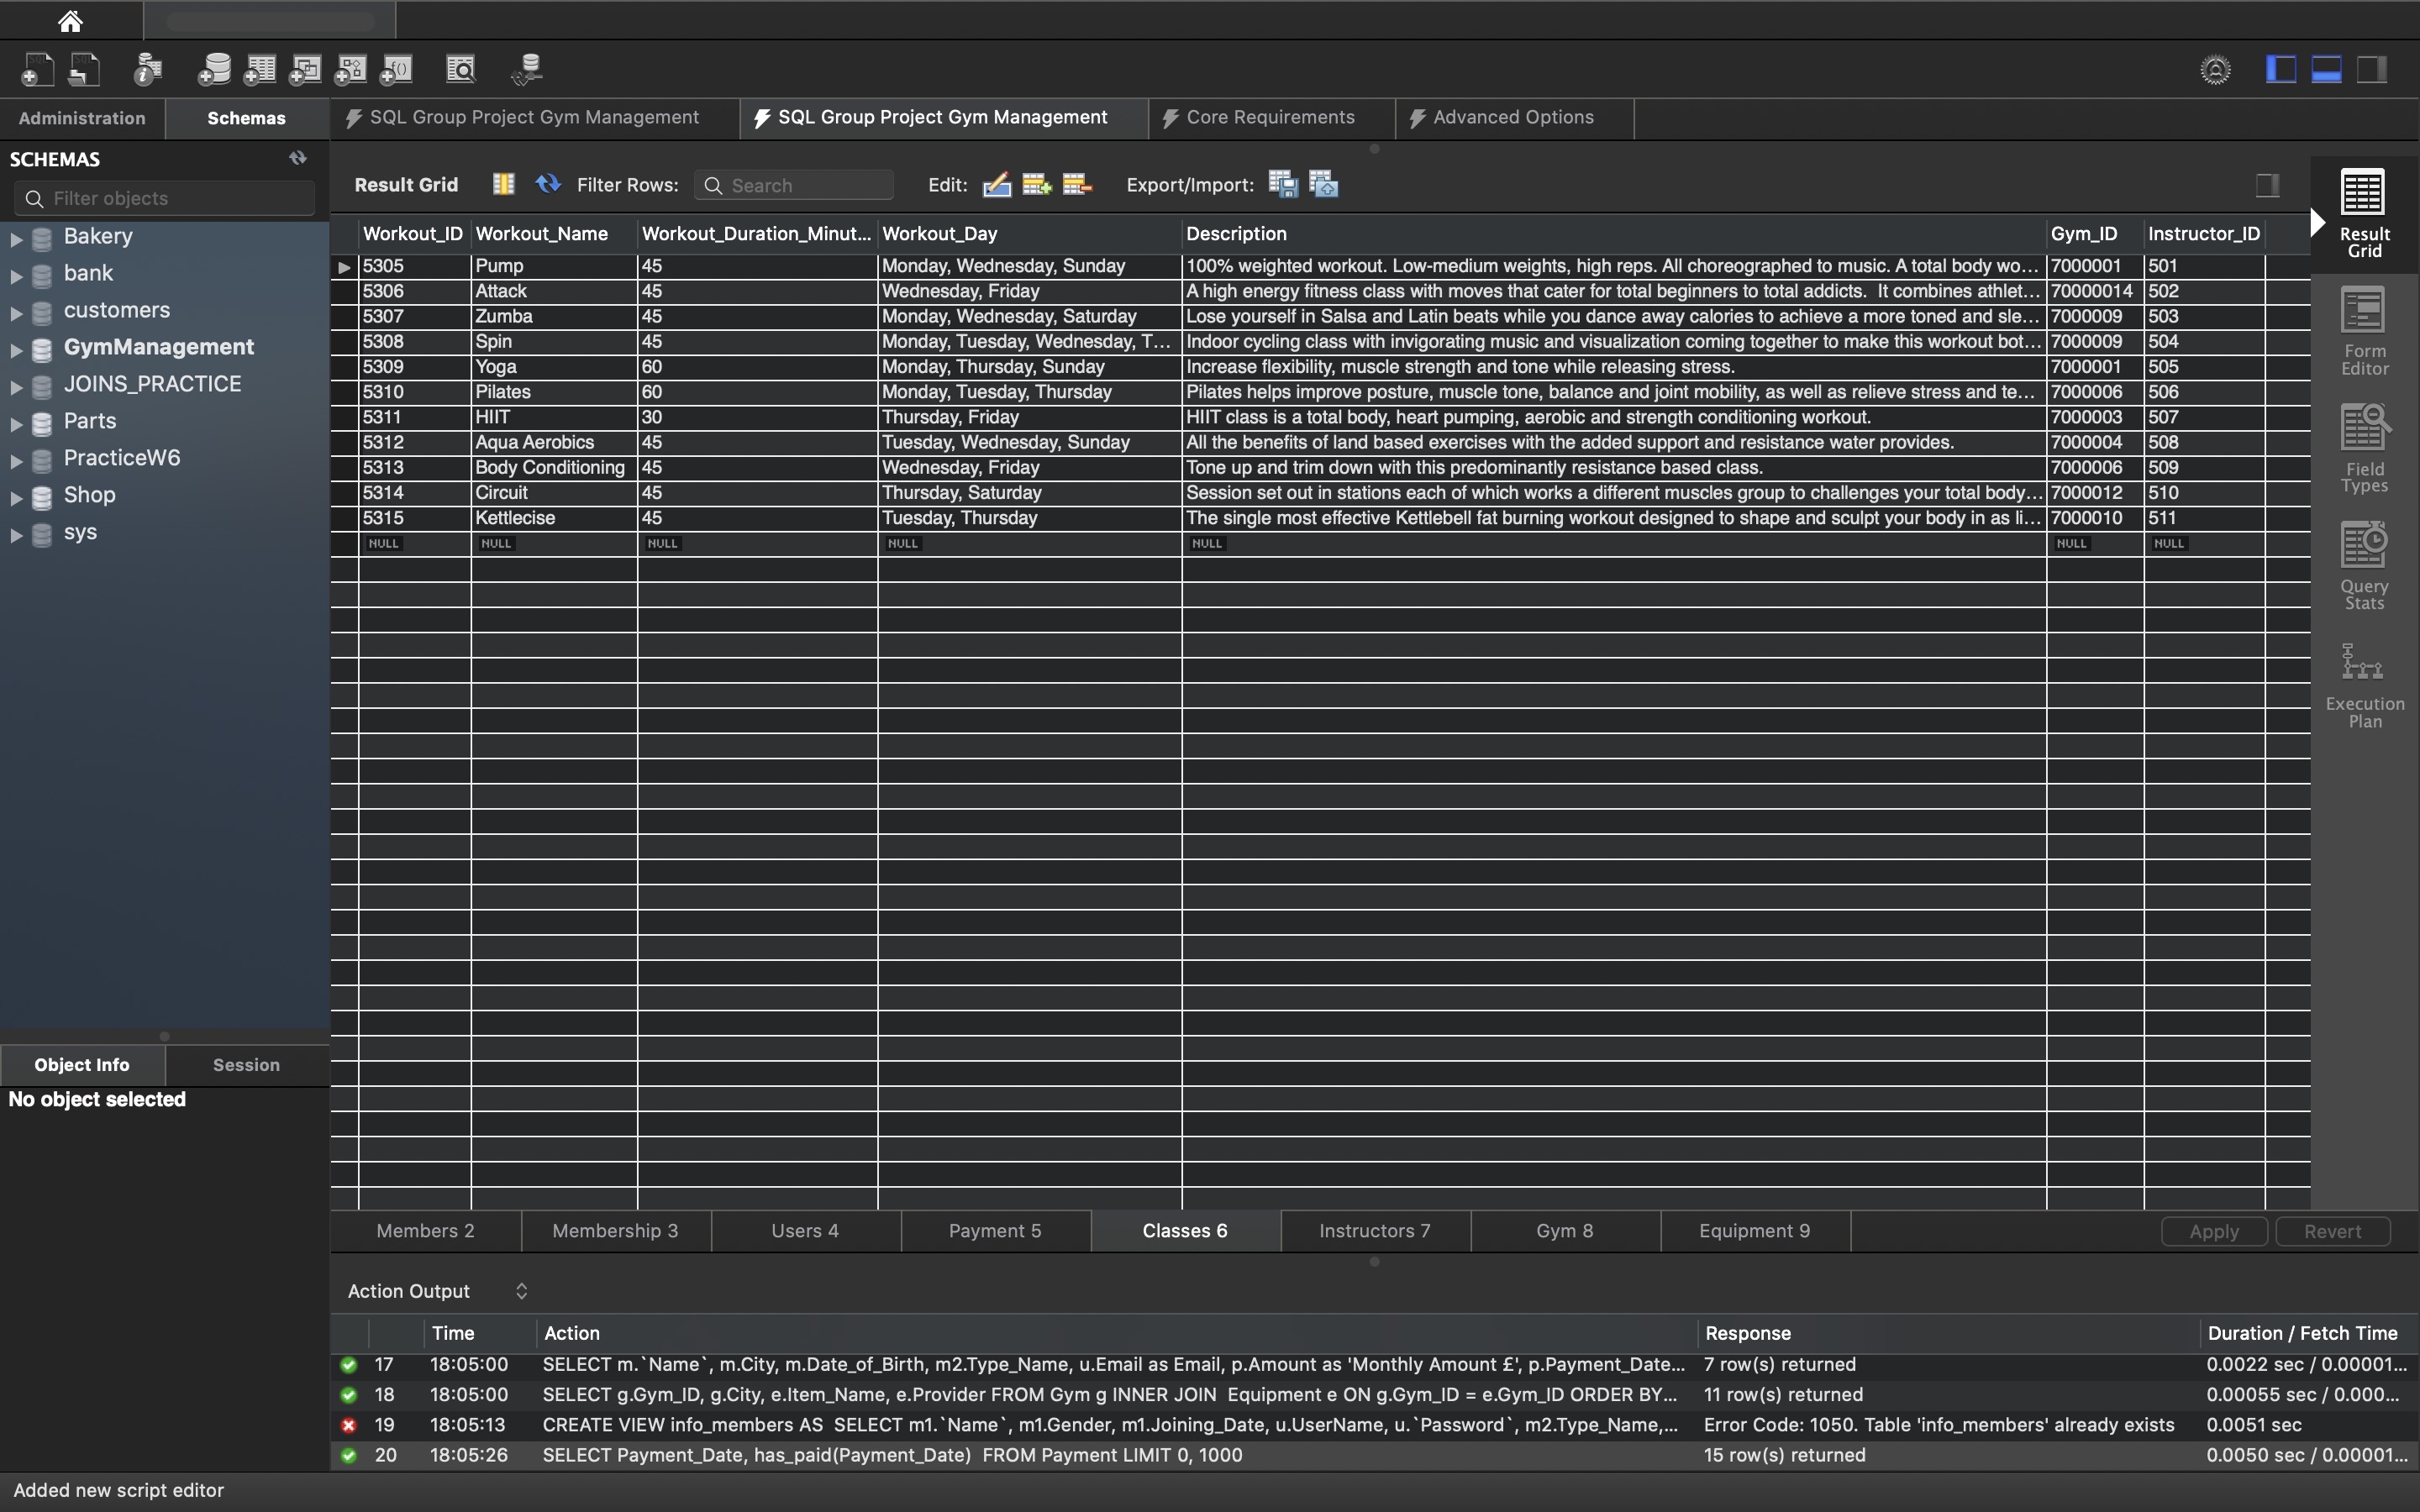 Administration
Schemas
SQL Group Project Gym Management
SQL Group Project Gym Management
Core Requirements
Advanced Options
SCHEMAS
Filter objects
Bakery
bank
customers
GymManagement
JOINS_PRACTICE
Parts
PracticeW6
Shop
sys
Object Info
Session
No object selected
Result Grid
Filter Rows:
Search
Edit:
Export/Import:
Workout_ID Workout_Name Workout_Duration_Minut... Workout_Day Description Gym_ID Instructor_ID
5305 Pump 45 Monday, Wednesday, Sunday 100% weighted workout. Low-medium weights, high reps. All choreographed to music. A total body wo... 7000001 501
5306 Attack 45 Wednesday, Friday A high energy fitness class with moves that cater for total beginners to total addicts.  It combines athlet... 70000014 502
5307 Zumba 45 Monday, Wednesday, Saturday Lose yourself in Salsa and Latin beats while you dance away calories to achieve a more toned and sle... 7000009 503
5308 Spin 45 Monday, Tuesday, Wednesday, T... Indoor cycling class with invigorating music and visualization coming together to make this workout bot... 7000009 504
5309 Yoga 60 Monday, Thursday, Sunday Increase flexibility, muscle strength and tone while releasing stress. 7000001 505
5310 Pilates 60 Monday, Tuesday, Thursday Pilates helps improve posture, muscle tone, balance and joint mobility, as well as relieve stress and te... 7000006 506
5311 HIIT 30 Thursday, Friday HIIT class is a total body, heart pumping, aerobic and strength conditioning workout. 7000003 507
5312 Aqua Aerobics 45 Tuesday, Wednesday, Sunday All the benefits of land based exercises with the added support and resistance water provides. 7000004 508
5313 Body Conditioning 45 Wednesday, Friday Tone up and trim down with this predominantly resistance based class. 7000006 509
5314 Circuit 45 Thursday, Saturday Session set out in stations each of which works a different muscles group to challenges your total body... 7000012 510
5315 Kettlecise 45 Tuesday, Thursday The single most effective Kettlebell fat burning workout designed to shape and sculpt your body in as li... 7000010 511
NULL NULL NULL NULL NULL NULL NULL
Result
Grid
Form
Editor
Field
Types
Query
Stats
Execution
Plan
Members 2
Membership 3
Users 4
Payment 5
Classes 6
Instructors 7
Gym 8
Equipment 9
Apply
Revert
Action Output
Time Action Response Duration / Fetch Time
17 18:05:00 SELECT m.`Name`, m.City, m.Date_of_Birth, m2.Type_Name, u.Email as Email, p.Amount as 'Monthly Amount £', p.Payment_Date... 7 row(s) returned 0.0022 sec / 0.00001...
18 18:05:00 SELECT g.Gym_ID, g.City, e.Item_Name, e.Provider FROM Gym g INNER JOIN  Equipment e ON g.Gym_ID = e.Gym_ID ORDER BY... 11 row(s) returned 0.00055 sec / 0.000...
19 18:05:13 CREATE VIEW info_members AS  SELECT m1.`Name`, m1.Gender, m1.Joining_Date, u.UserName, u.`Password`, m2.Type_Name,... Error Code: 1050. Table 'info_members' already exists 0.0051 sec
20 18:05:26 SELECT Payment_Date, has_paid(Payment_Date)  FROM Payment LIMIT 0, 1000 15 row(s) returned 0.0050 sec / 0.00001...
Added new script editor